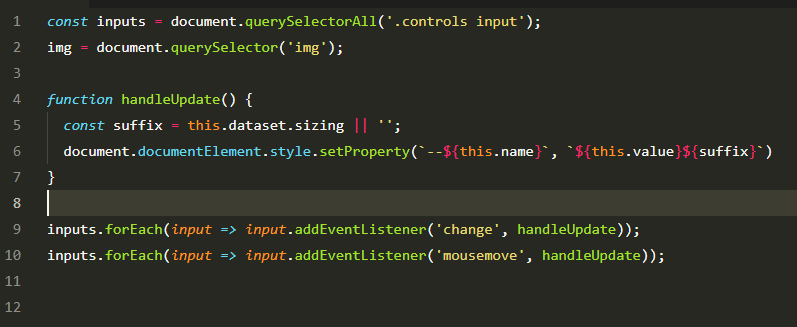 1 const inputs = document.querySelectorAll('.controls input');
2 img = document.querySelector('img');
3
4 function handleUpdate() {
5   const suffix = this.dataset.sizing || '';
6   document.documentElement.style.setProperty(`--${this.name}`, `${this.value}${suffix}`)
7 }
8
9 inputs.forEach(input => input.addEventListener('change', handleUpdate));
10 inputs.forEach(input => input.addEventListener('mousemove', handleUpdate));
11
12